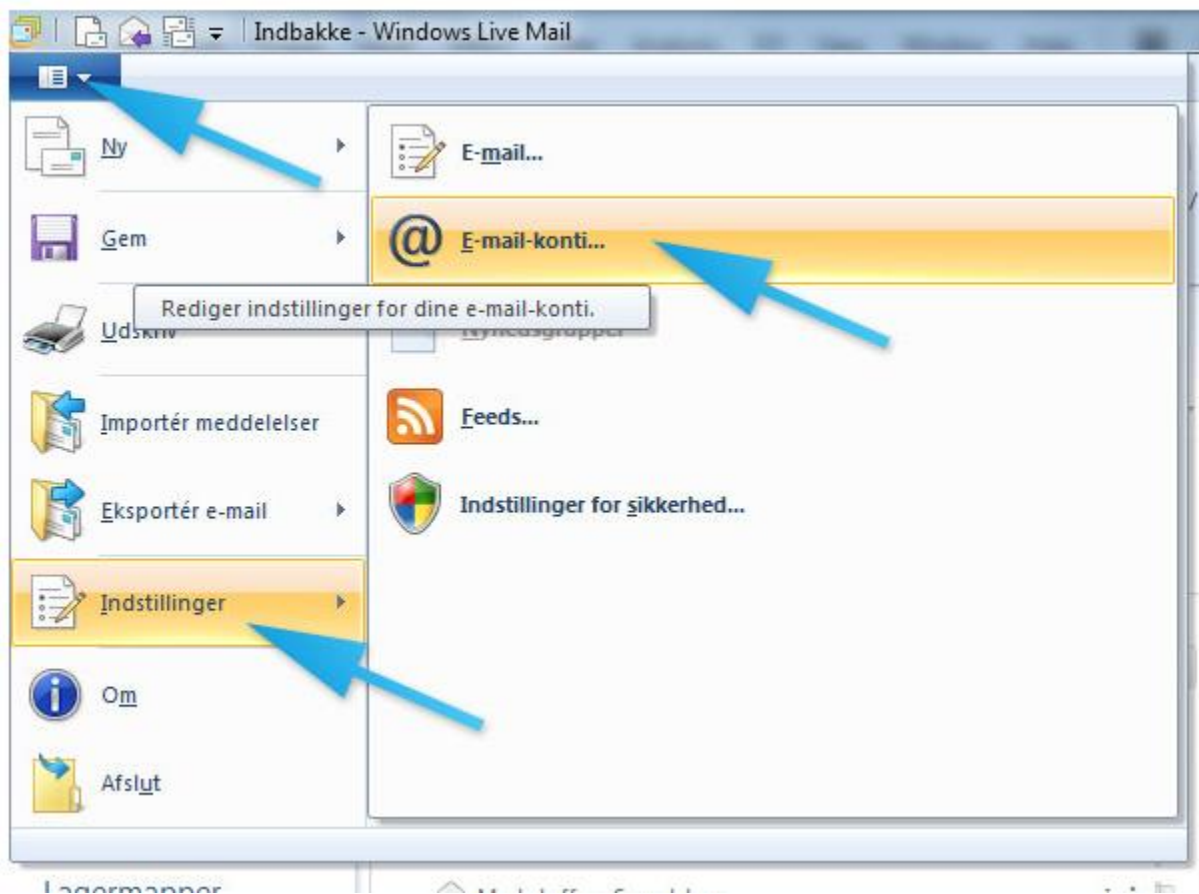 Indbakke - Windows Live Mail
Ny
Gem
Udskriv
Importér meddelelser
Eksportér e-mail
Indstillinger
Om
Afslut
E-mail...
E-mail-konti...
Rediger indstillinger for dine e-mail-konti.
Nyhedsgrupper
Feeds...
Indstillinger for sikkerhed...
Lagermapper